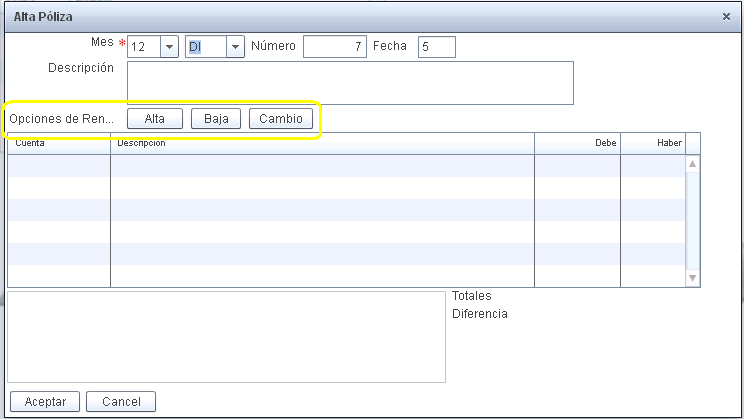 Alta Póliza
Mes * 12 DI Número 7 Fecha 5
Descripción
Opciones de Ren... Alta Baja Cambio
Cuenta Descripción Debe Haber
Totales
Diferencia
Aceptar Cancel